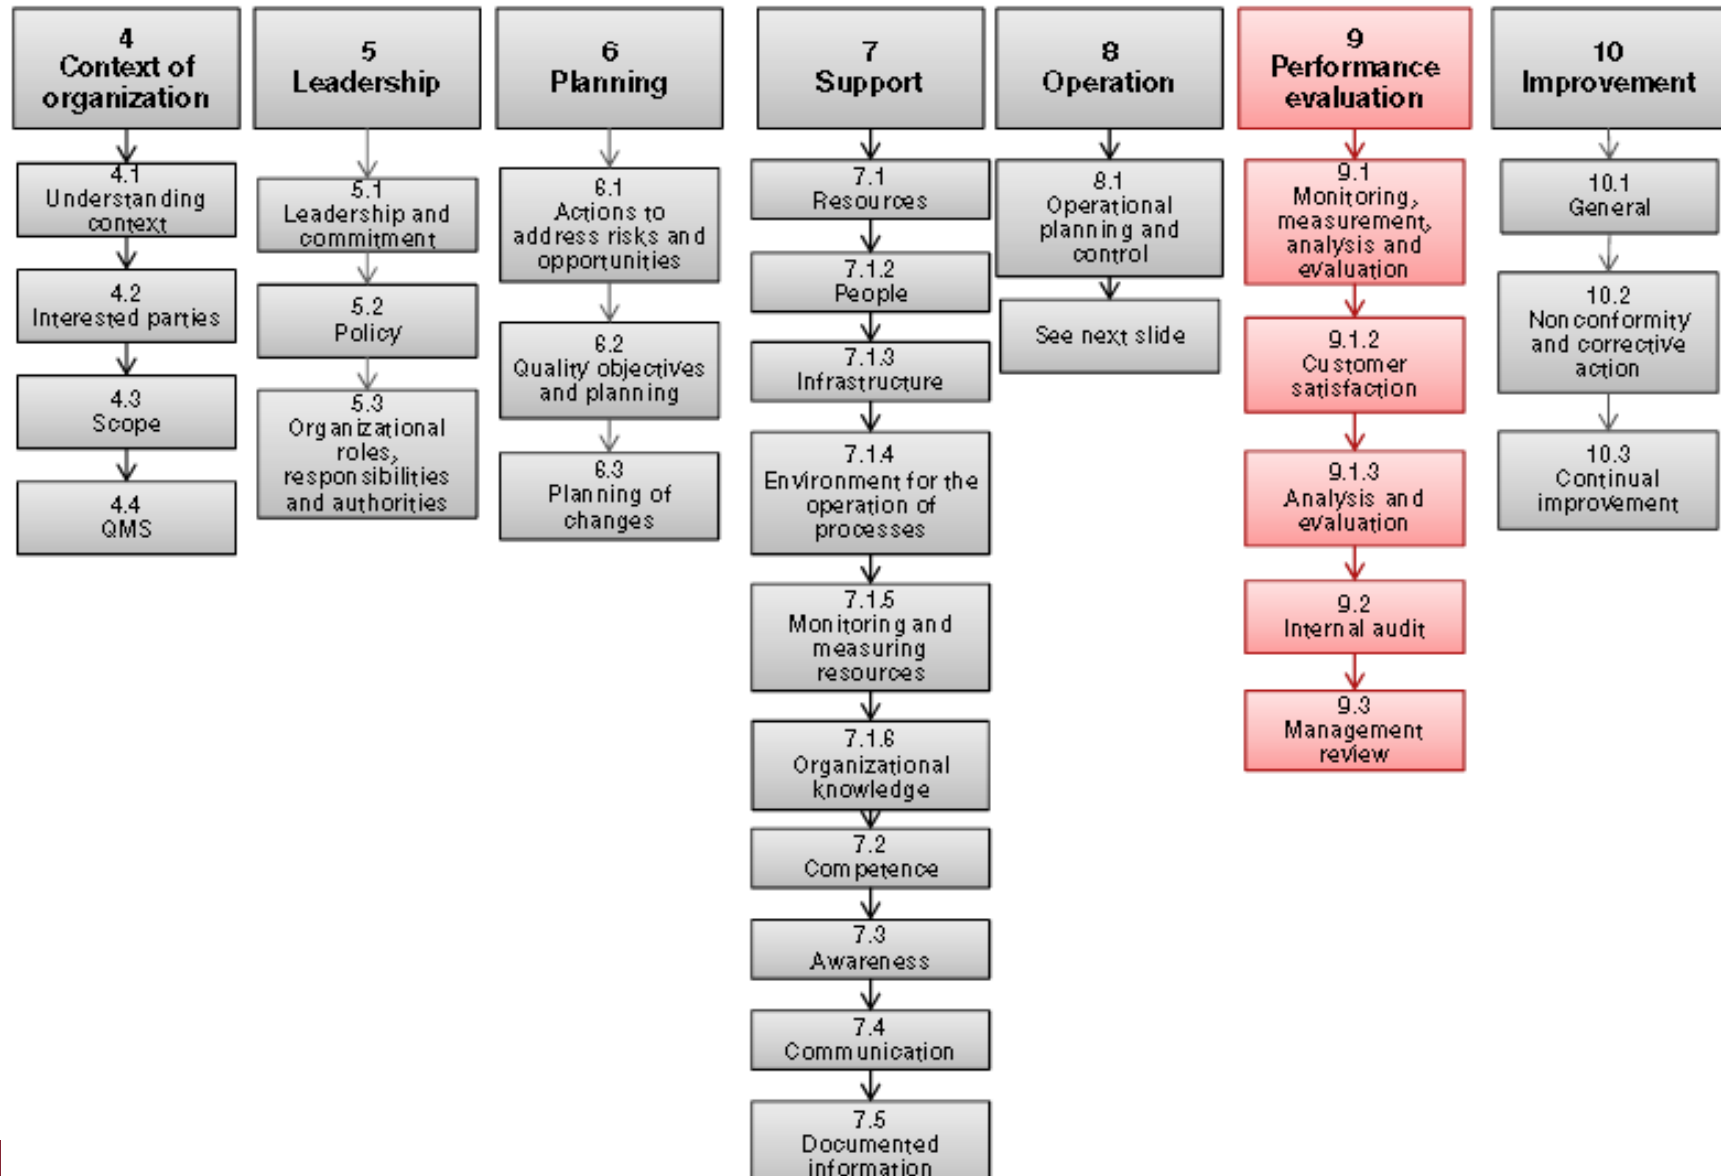 4
Context of
organization
4.1
Understanding
context
4.2
Interested parties
4.3
Scope
4.4
QMS
5
Leadership
5.1
Leadership and
commitment
5.2
Policy
5.3
Organizational
roles,
responsibilities
and authorities
6
Planning
6.1
Actions to
address risks and
opportunities
6.2
Quality objectives
and planning
6.3
Planning of
changes
7
Support
7.1
Resources
7.1.2
People
7.1.3
Infrastructure
7.1.4
Environment for the
operation of
processes
7.1.5
Monitoring and
measuring
resources
7.1.6
Organizational
knowledge
7.2
Competence
7.3
Awareness
7.4
Communication
7.5
Documented
information
8
Operation
8.1
Operational
planning and
control
See next slide
9
Performance
evaluation
9.1
Monitoring,
measurement,
analysis and
evaluation
9.1.2
Customer
satisfaction
9.1.3
Analysis and
evaluation
9.2
Internal audit
9.3
Management
review
10
Improvement
10.1
General
10.2
Nonconformity
and corrective
action
10.3
Continual
improvement